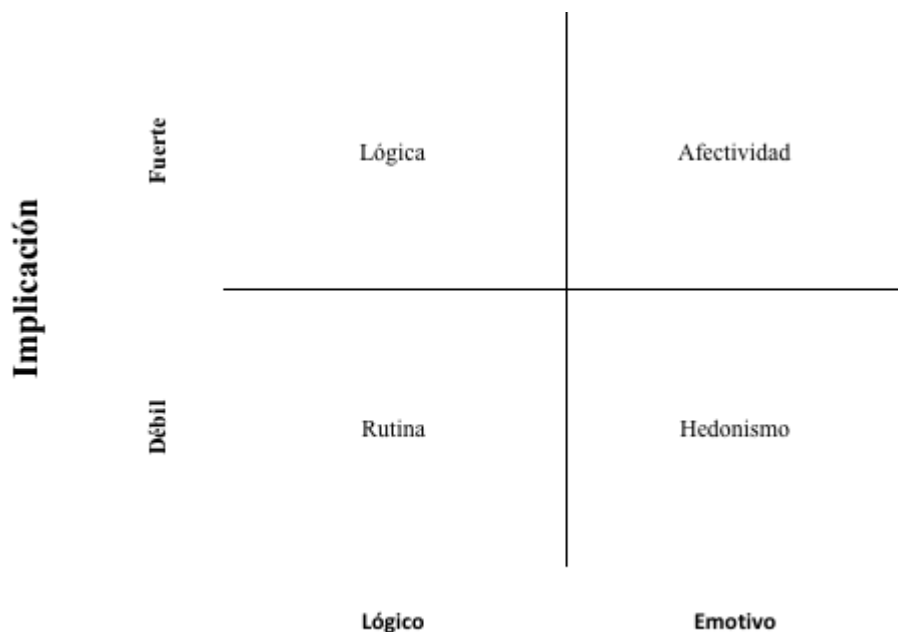 Implicación
Fuerte
Lógica
Afectividad
Débil
Rutina
Hedonismo
Lógico
Emotivo